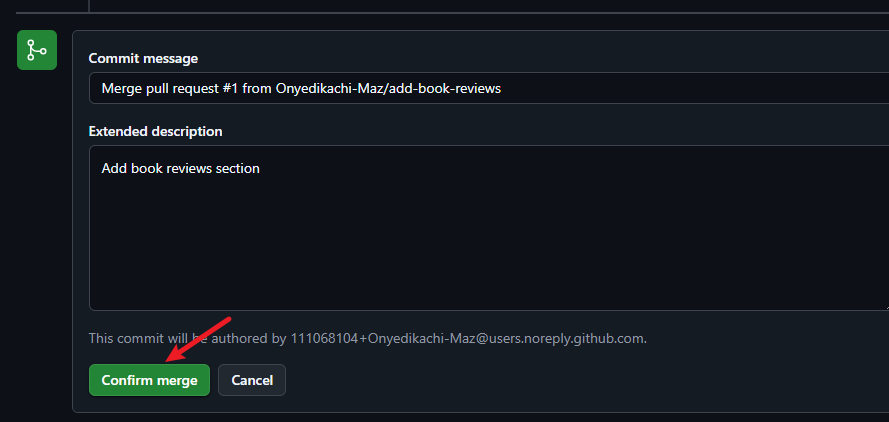 Commit message
Merge pull request #1 from Onyedikachi-Maz/add-book-reviews
Extended description
Add book reviews section
This commit will be authored by 111068104+Onyedikachi-Maz@users.noreply.github.com.
Confirm merge
Cancel